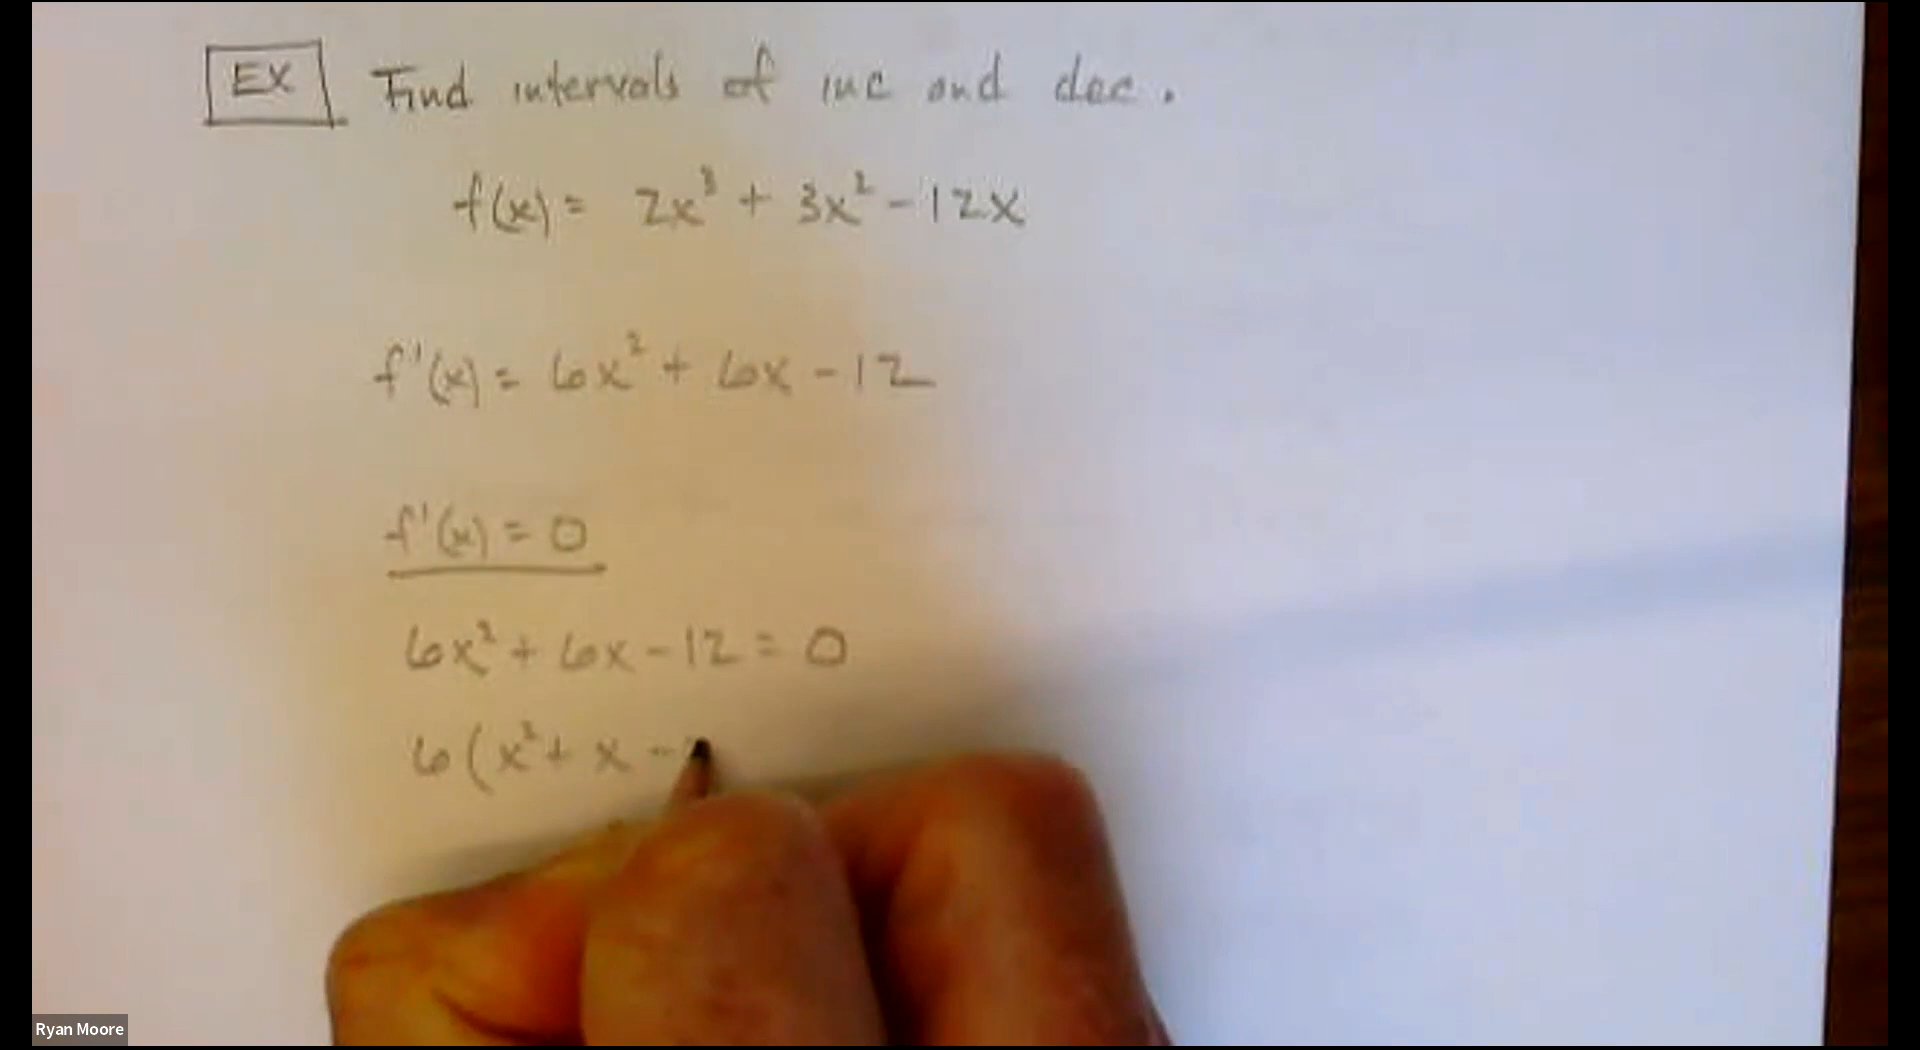 EX Find intervals of inc and dec.
f(x) = 2x³ + 3x² - 12x
f'(x) = 6x² + 6x - 12
f'(x) = 0
6x² + 6x - 12 = 0
6(x² + x -
Ryan Moore